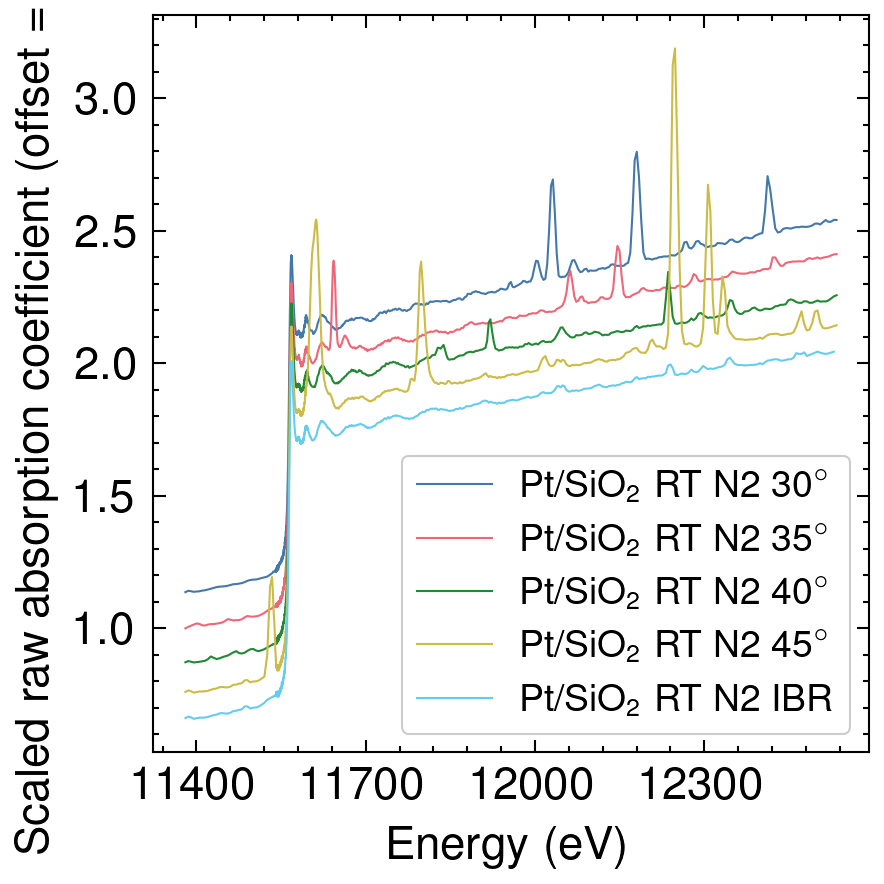 Scaled raw absorption coefficient (offset =
3.0
2.5
2.0
1.5
1.0
11400 11700 12000 12300
Energy (eV)
Pt/SiO₂ RT N2 30°
Pt/SiO₂ RT N2 35°
Pt/SiO₂ RT N2 40°
Pt/SiO₂ RT N2 45°
Pt/SiO₂ RT N2 IBR